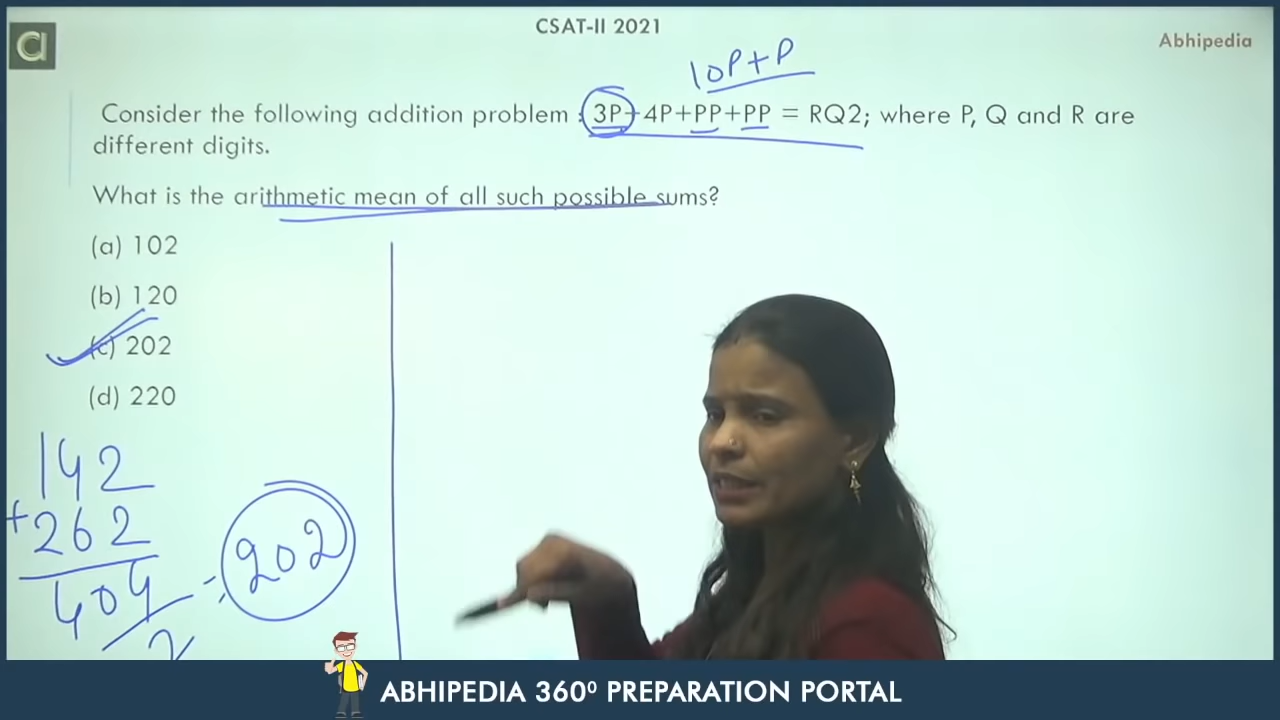 CSAT-II 2021
Abhipedia
10P+P
Consider the following addition problem : 3P+4P+PP+PP = RQ2; where P, Q and R are
different digits.
What is the arithmetic mean of all such possible sums?
(a) 102
(b) 120
(c) 202
(d) 220
142
+262
404
2
= 202
ABHIPEDIA 360⁰ PREPARATION PORTAL